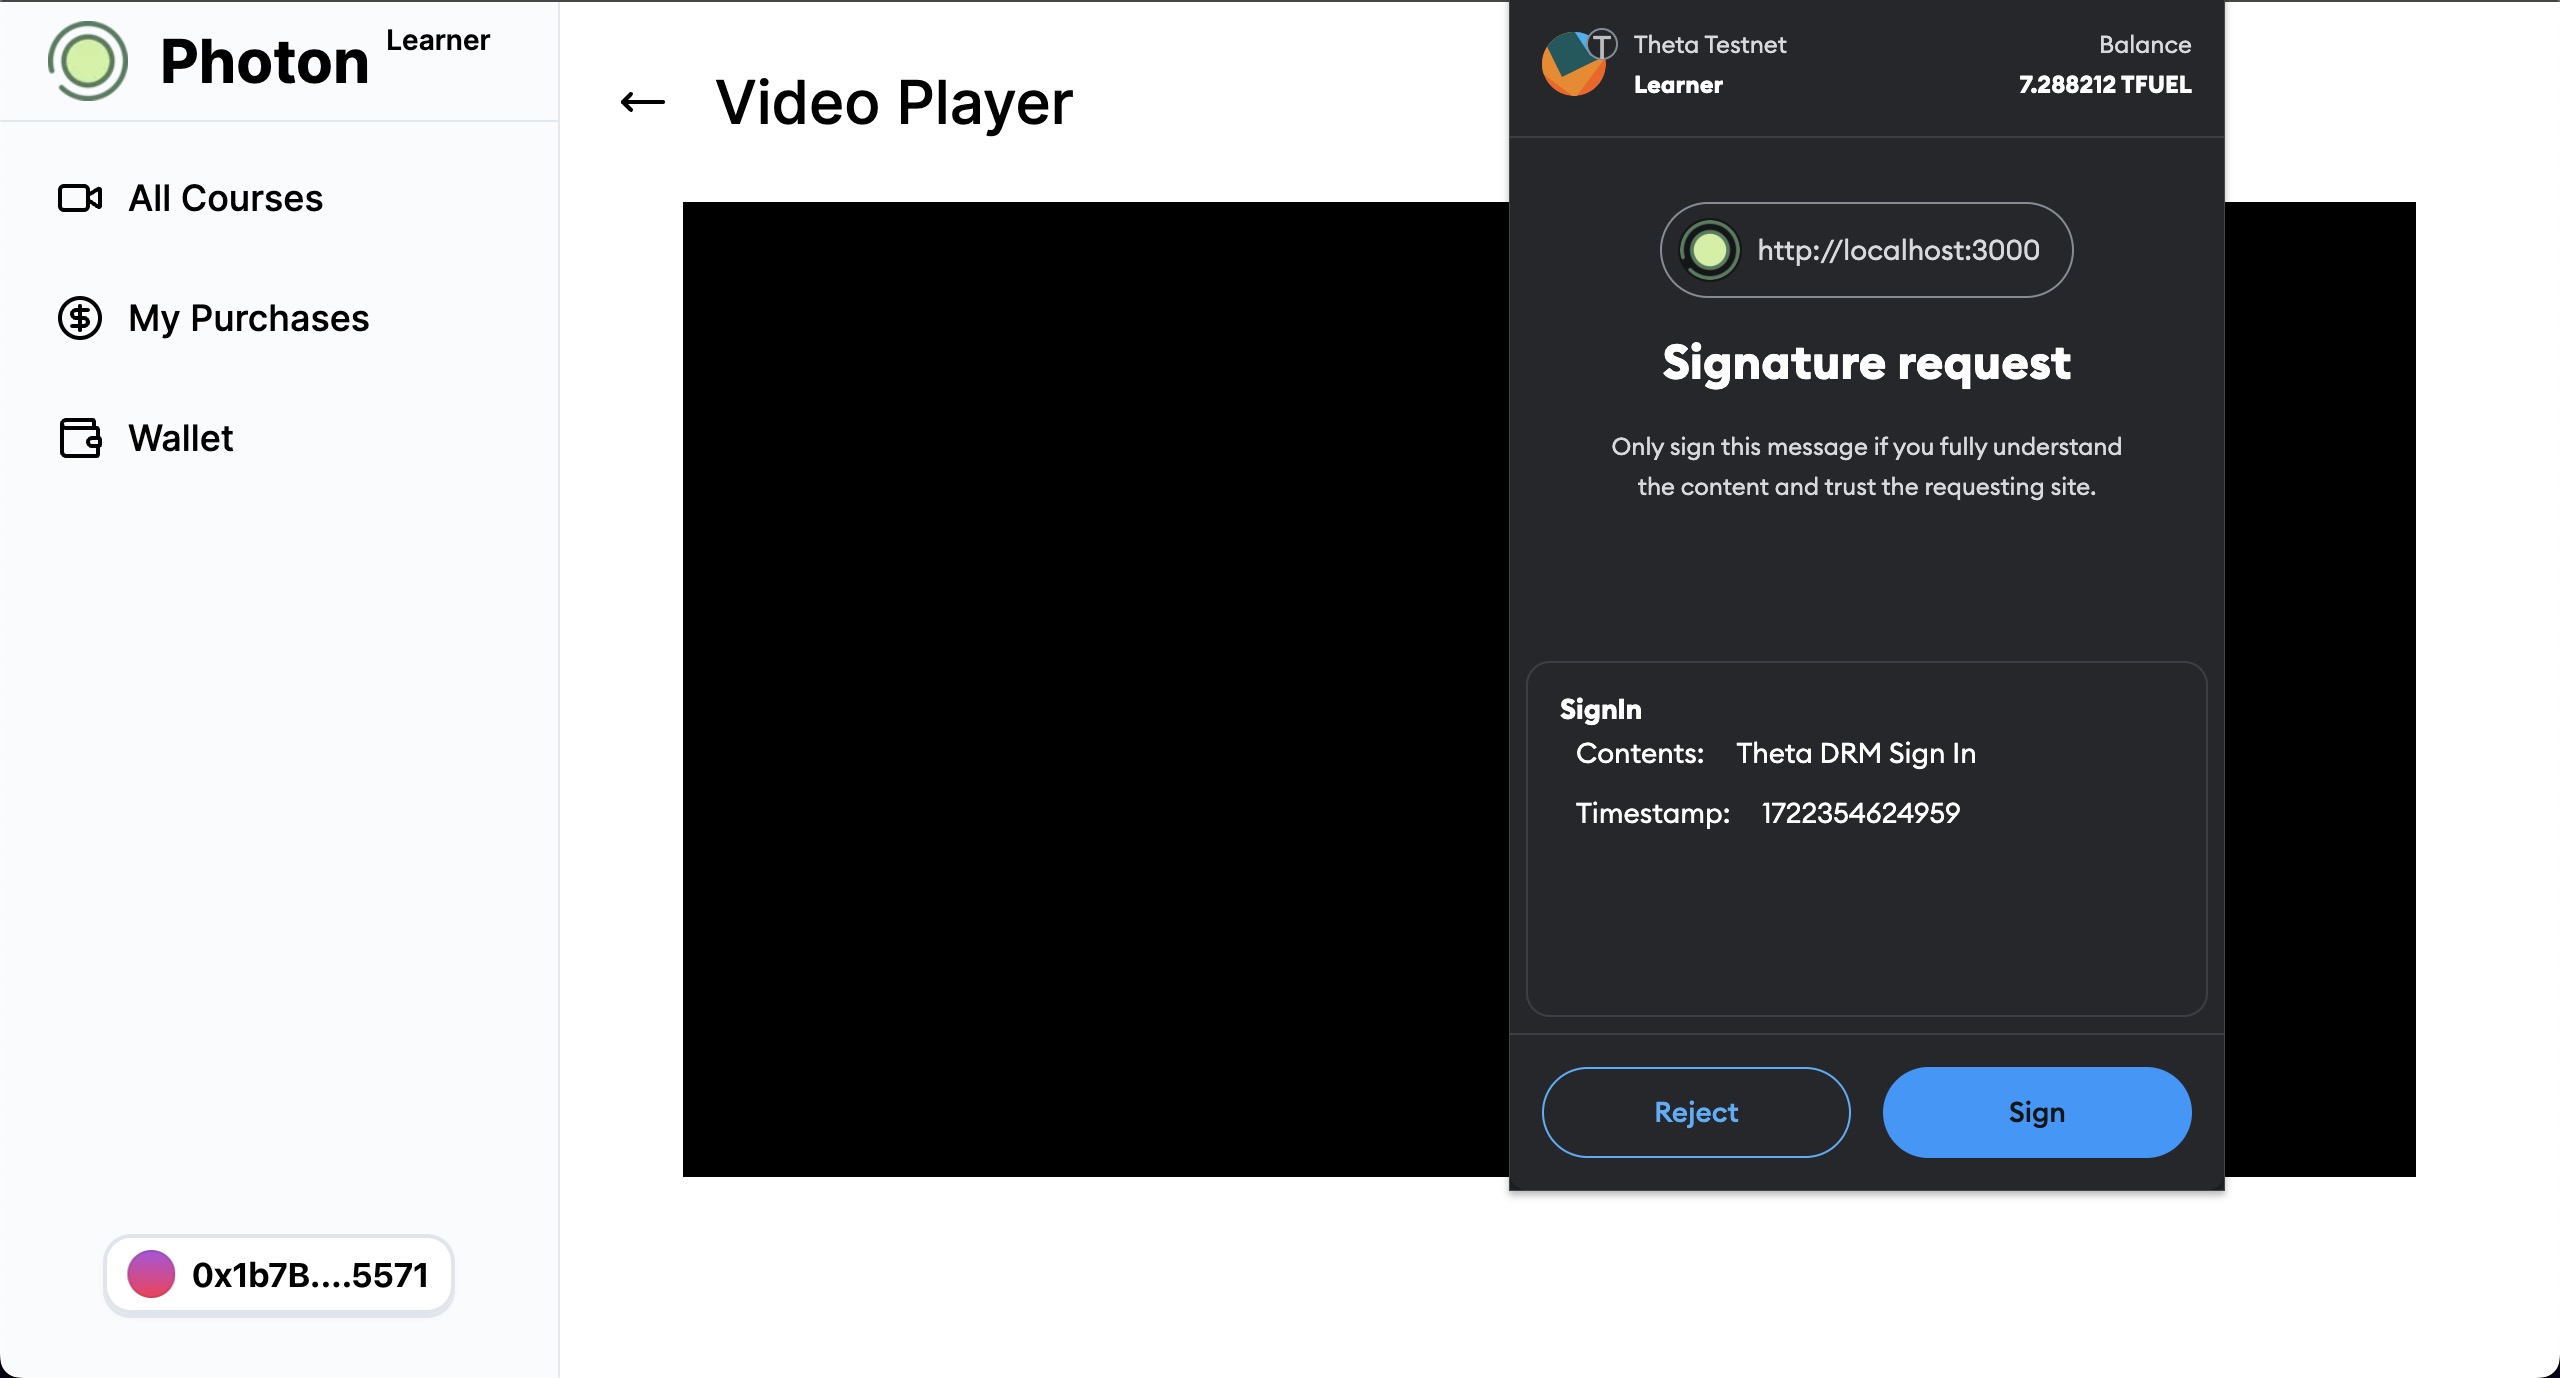 Photon Learner
All Courses
My Purchases
Wallet
0x1b7B....5571
Video Player
T
Theta Testnet
Learner
Balance
7.288212 TFUEL
http://localhost:3000
Signature request
Only sign this message if you fully understand
the content and trust the requesting site.
SignIn
Contents: Theta DRM Sign In
Timestamp: 1722354624959
Reject
Sign